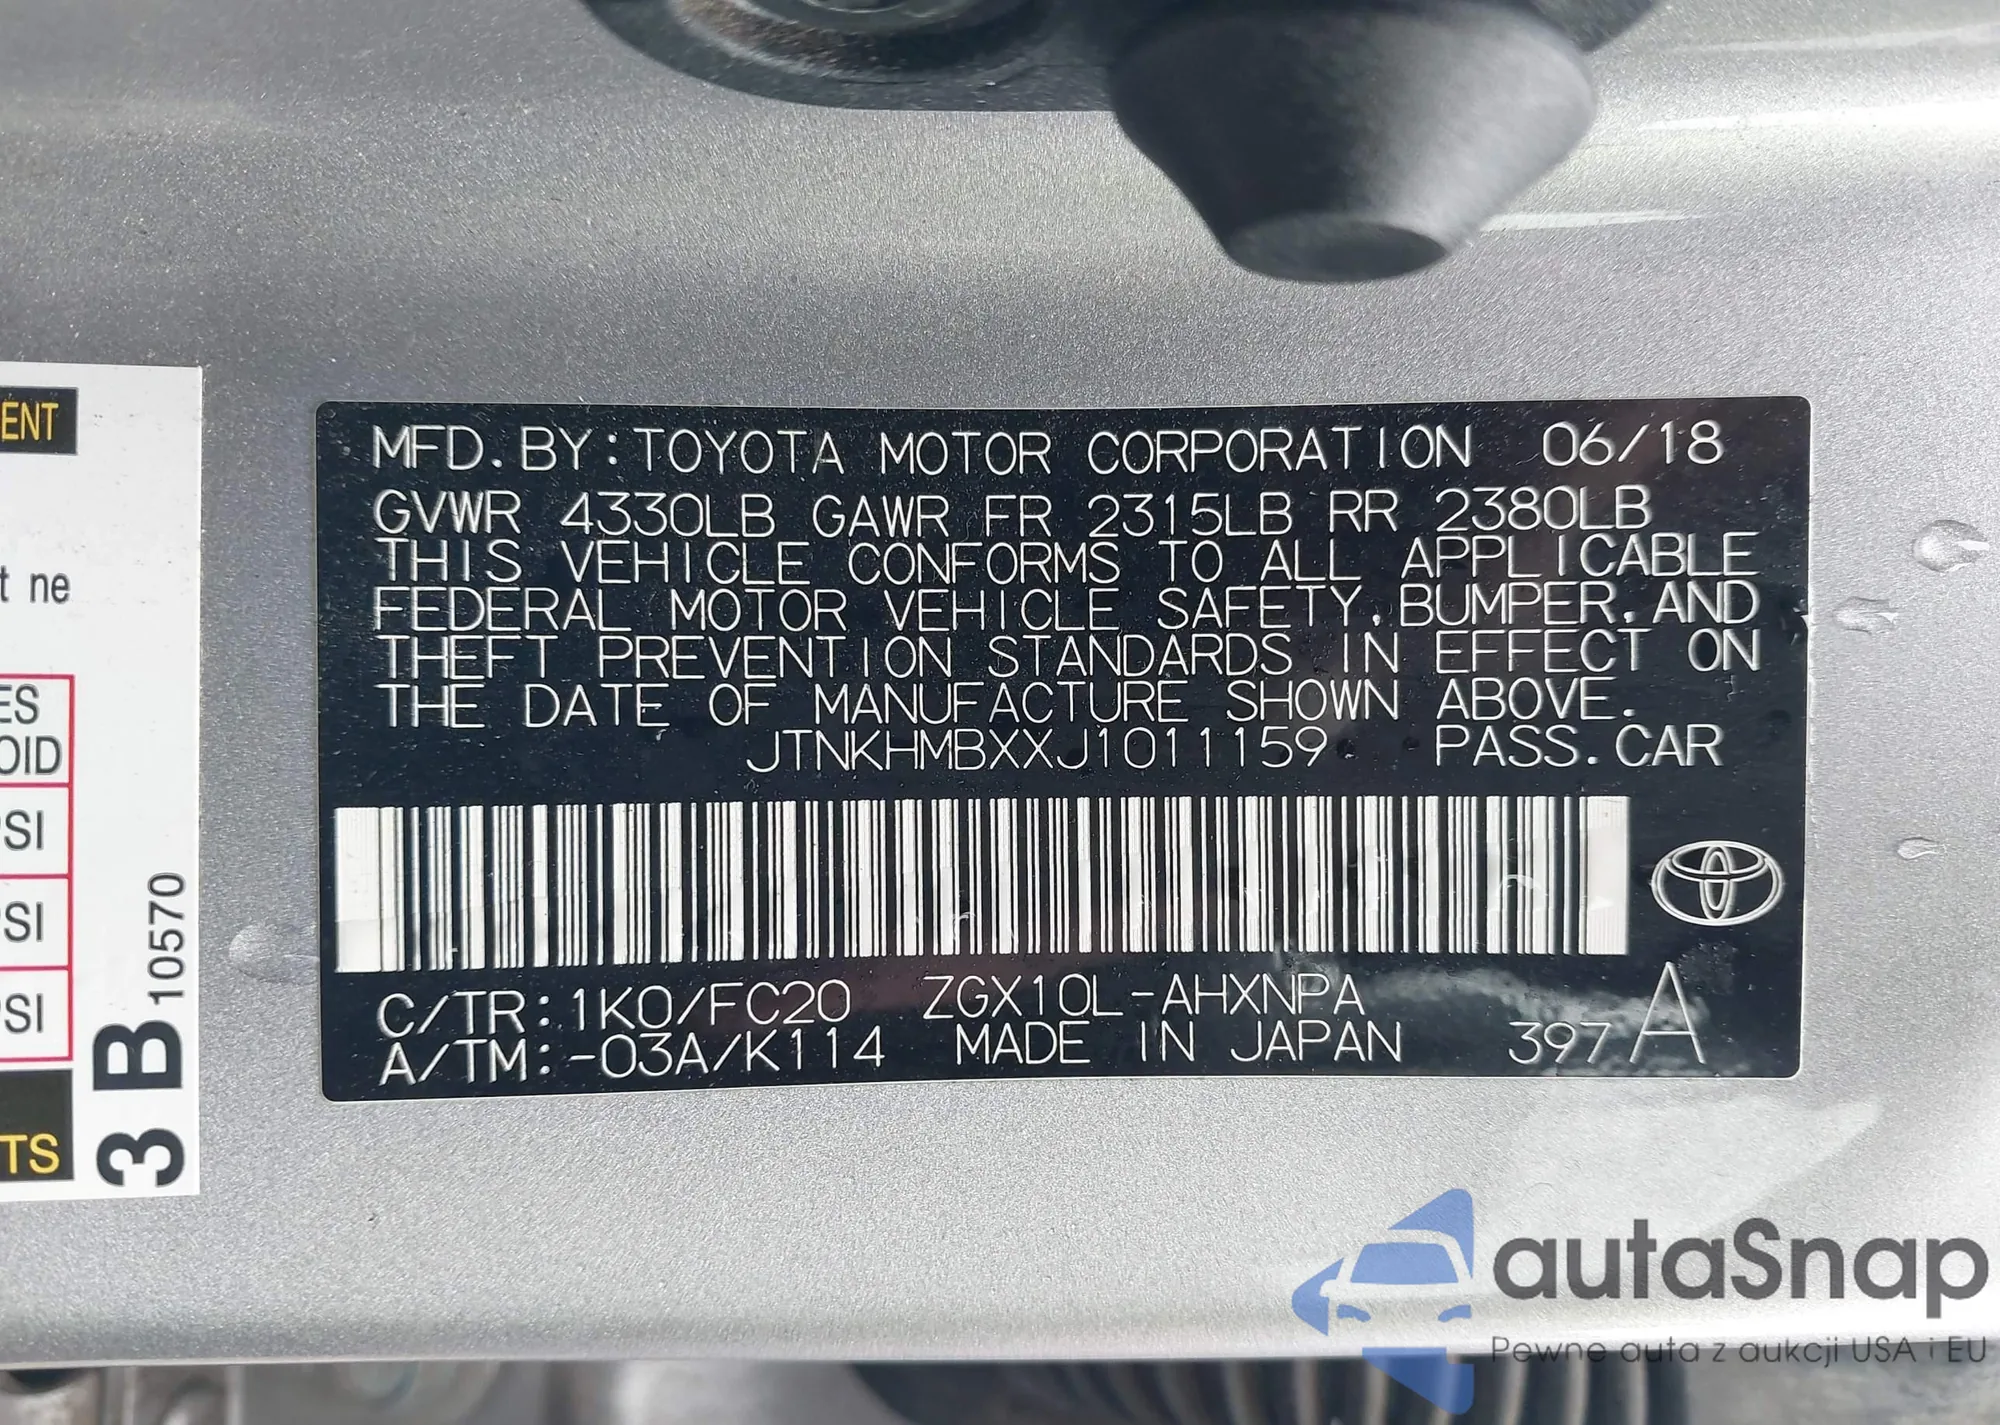 MFD. BY: TOYOTA MOTOR CORPORATION 06/18
GVWR 4330LB GAWR FR 2315LB RR 2380LB
THIS VEHICLE CONFORMS TO ALL APPLICABLE
FEDERAL MOTOR VEHICLE SAFETY, BUMPER, AND
THEFT PREVENTION STANDARDS IN EFFECT ON
THE DATE OF MANUFACTURE SHOWN ABOVE.
JTNKHMBXXJ1011159 PASS. CAR
C/TR: 1K0/FC20 ZGX10L-AHXNPA
A/TM: -03A/K114 MADE IN JAPAN 397 A
ENT
t ne
ES
OID
PSI
PSI
PSI
TS
3 B 10570
autaSnap
Pewne auta z aukcji USA i EU